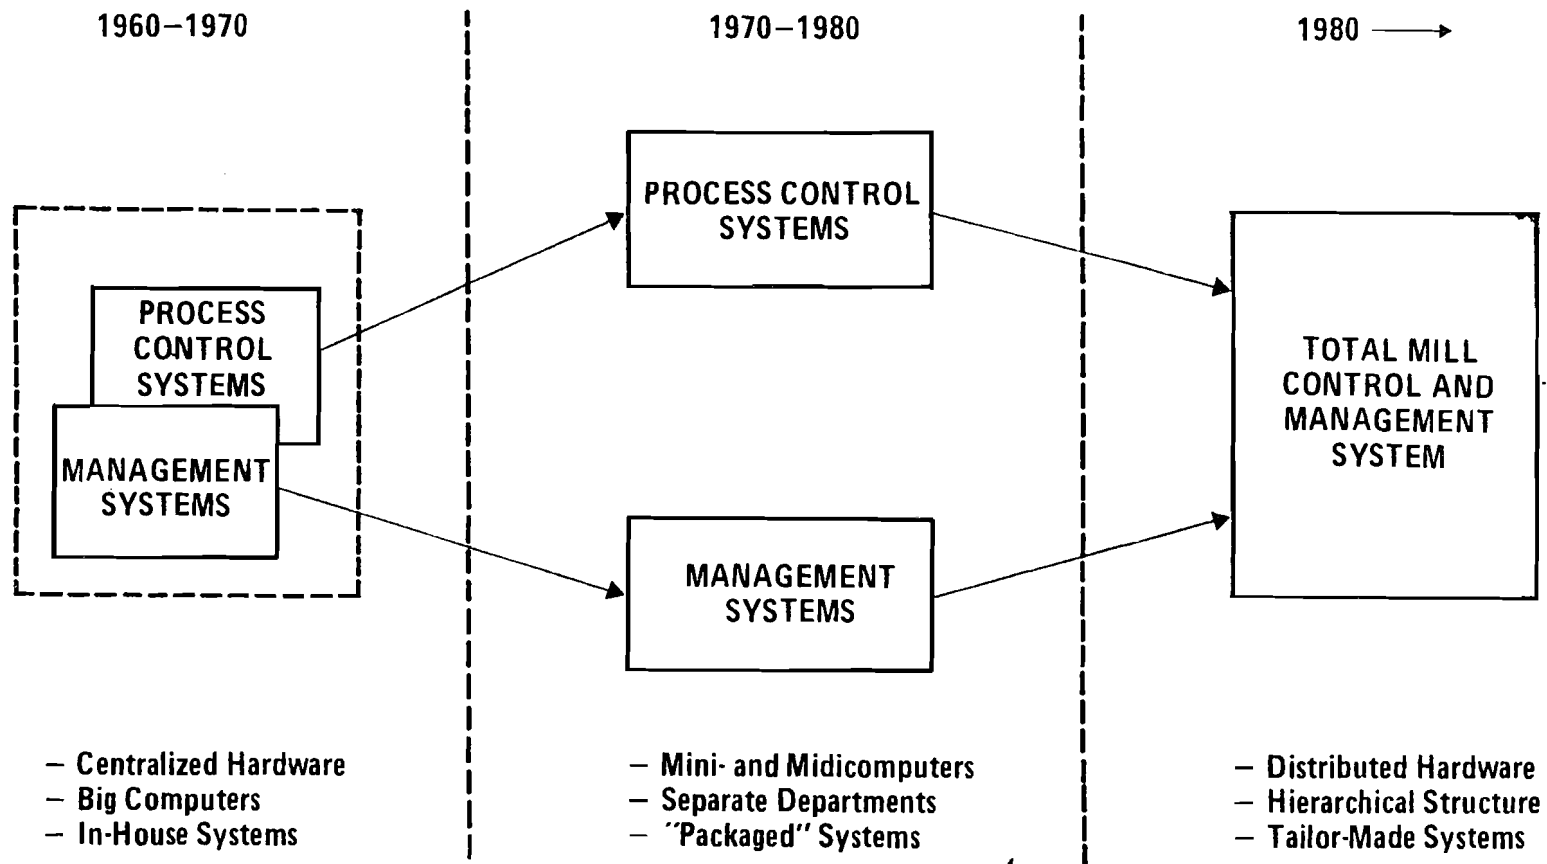 1960–1970
1970–1980
1980
PROCESS
CONTROL
SYSTEMS
MANAGEMENT
SYSTEMS
PROCESS CONTROL
SYSTEMS
MANAGEMENT
SYSTEMS
TOTAL MILL
CONTROL AND
MANAGEMENT
SYSTEM
– Centralized Hardware
– Big Computers
– In-House Systems
– Mini- and Midicomputers
– Separate Departments
– "Packaged" Systems
– Distributed Hardware
– Hierarchical Structure
– Tailor-Made Systems